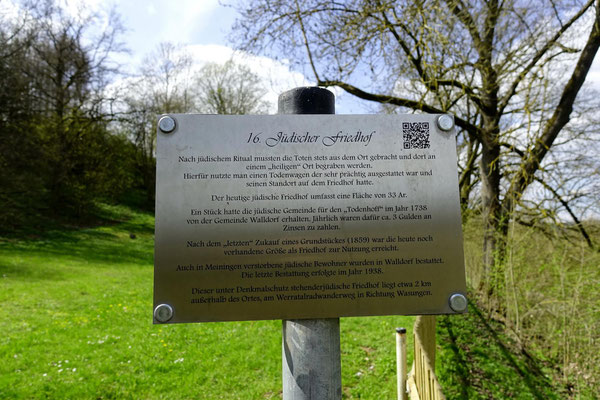 16. Jüdischer Friedhof
Nach jüdischem Ritual mussten die Toten stets aus dem Ort gebracht und dort an
einem „heiligen" Ort begraben werden.
Hierfür nutzte man einen Todenwagen der sehr prächtig ausgestattet war und
seinen Standort auf dem Friedhof hatte.
Der heutige jüdische Friedhof umfasst eine Fläche von 33 Ar.
Ein Stück hatte die jüdische Gemeinde für den „Todenhoff" im Jahr 1738
von der Gemeinde Walldorf erhalten. Jährlich waren dafür ca. 3 Gulden an
Zinsen zu zahlen.
Nach dem „letzten" Zukauf eines Grundstückes (1859) war die heute noch
vorhandene Größe als Friedhof zur Nutzung erreicht.
Auch in Meiningen verstorbene jüdische Bewohner wurden in Walldorf bestattet.
Die letzte Bestattung erfolgte im Jahr 1938.
Dieser unter Denkmalschutz stehenderjüdische Friedhof liegt etwa 2 km
außerhalb des Ortes, am Werratalradwanderweg in Richtung Wasungen.